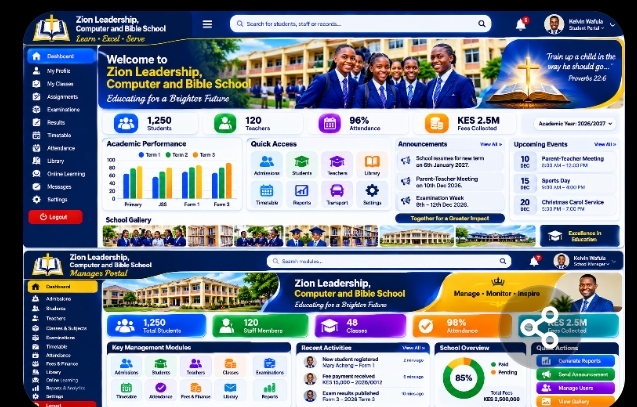 Zion Leadership,
Computer and Bible School
Learn • Excel • Serve
Search for students, staff or records...
Kelvin Wafula
Student Portal
Dashboard
My Profile
My Classes
Assignments
Examinations
Results
Timetable
Attendance
Library
Online Learning
Messages
Settings
Logout
Welcome to
Zion Leadership,
Computer and Bible School
Educating for a Brighter Future
"Train up a child in the
way he should go..."
Proverbs 22:6
1,250
Students
120
Teachers
96%
Attendance
KES 2.5M
Fees Collected
Academic Year: 2026/2027
Academic Performance
Term 1 Term 2 Term 3
100
80
60
40
20
0
Primary JSS Form 1 Form 3
Quick Access
Admissions Students Teachers Library
Timetable Reports Transport Settings
Announcements View All
School resumes for new term
on 6th January 2027.
Parent-Teacher Meeting
on 10th Dec 2026.
Examination Week
8th - 12th Dec 2026.
Together for a Greater Impact
Upcoming Events View All
10 DEC
Parent-Teacher Meeting
15 DEC
Sports Day
20 DEC
Christmas Carol Service
School Gallery
Excellence in
Education
Zion Leadership,
Computer and Bible School
Manager Portal
Search modules...
Kelvin Wafula
School Manager
Dashboard
Admissions
Students
Teachers
Classes & Subjects
Examinations
Timetable
Attendance
Fees & Finance
Library
Online Learning
Reports & Analytics
Settings
Logout
Zion Leadership,
Computer and Bible School
Educating for a Brighter Future
Manage • Monitor • Inspire
1,250
Total Students
120
Staff Members
48
Classes
98%
Attendance
KES 2.5M
Fees Collected
Key Management Modules
Admissions Students Teachers Classes Examinations
Timetable Attendance Fees & Finance Library Reports
Recent Activities View All
New student registered
Mary Achieng - Form 1
Fee payment received
KES 15,000 - 2026/0012
Exam results published
Form 3 - 2026 Term 3
School Overview
85%
Paid
Pending
Total Fees
KES 2,500,000
Actions
Generate Reports
Send Announcement
Manage Users
View Gallery